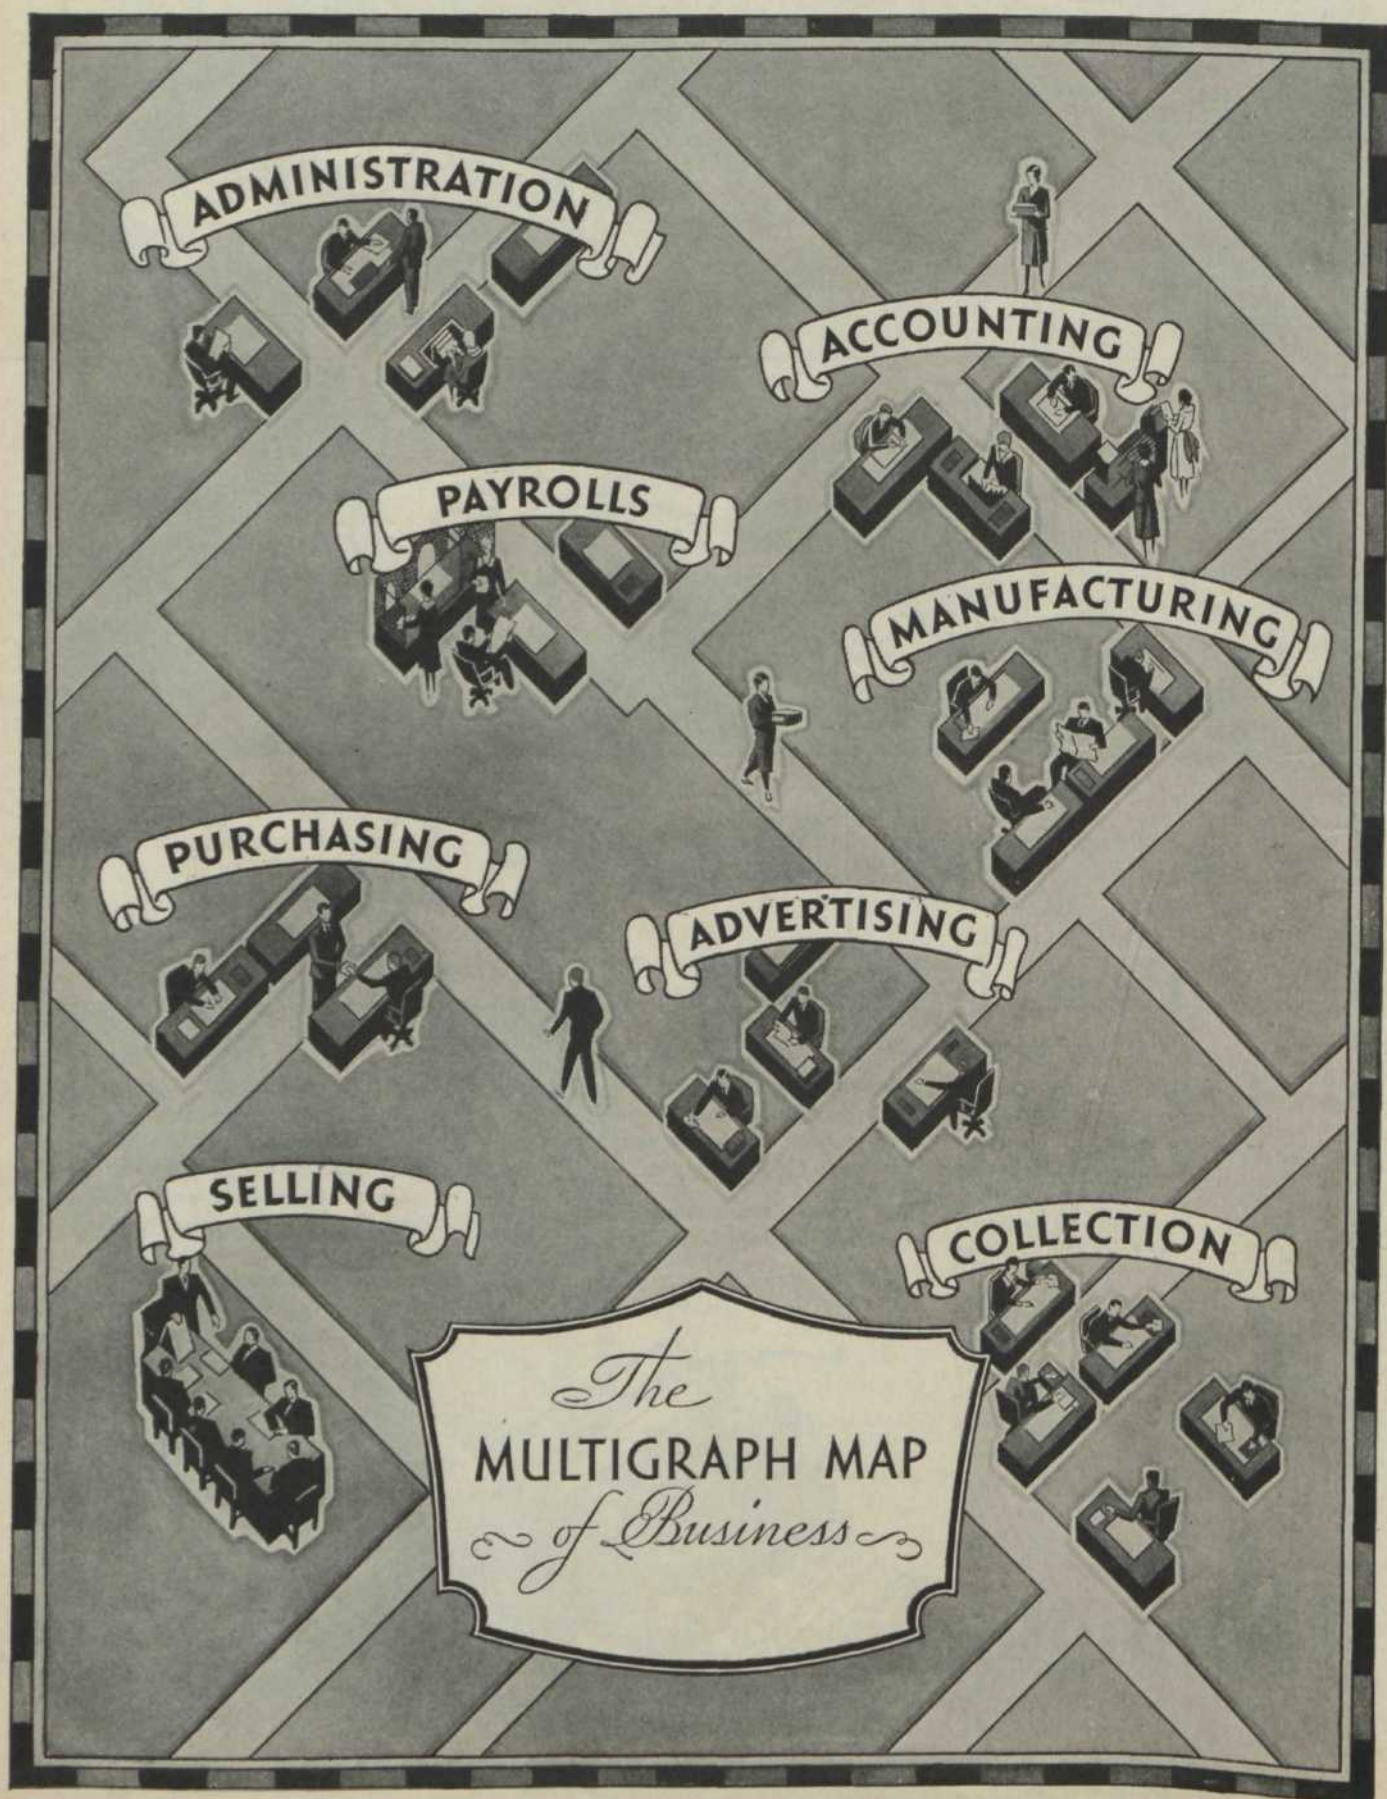 ADMINISTRATION
ACCOUNTING
PAYROLLS
MANUFACTURING
PURCHASING
ADVERTISING
SELLING
COLLECTION
The
MULTIGRAPH MAP
of Business